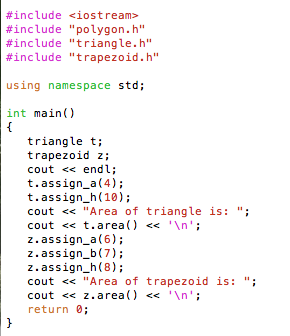 #include <iostream>
#include "polygon.h"
#include "triangle.h"
#include "trapezoid.h"
using namespace std;
int main()
{
triangle t;
trapezoid z;
cout << endl;
t.assign_a(4);
t.assign_h(10);
cout << "Area of triangle is: ";
cout << t.area() << '\n';
z.assign_a(6);
z.assign_b(7);
z.assign_h(8);
cout << "Area of trapezoid is: ";
cout << z.area() << '\n';
return 0;
}